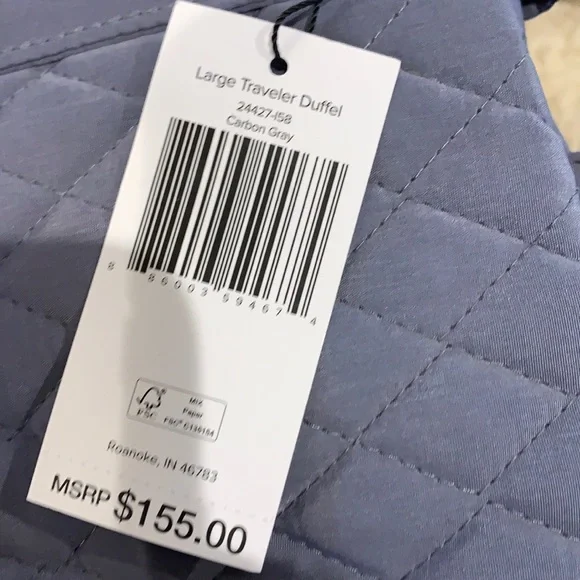 Large Traveler Duffel
24427-I58
Carbon Gray
8 86003 59467 4
FSC
MIX
Paper
Roanoke, IN 46783
MSRP $155.00